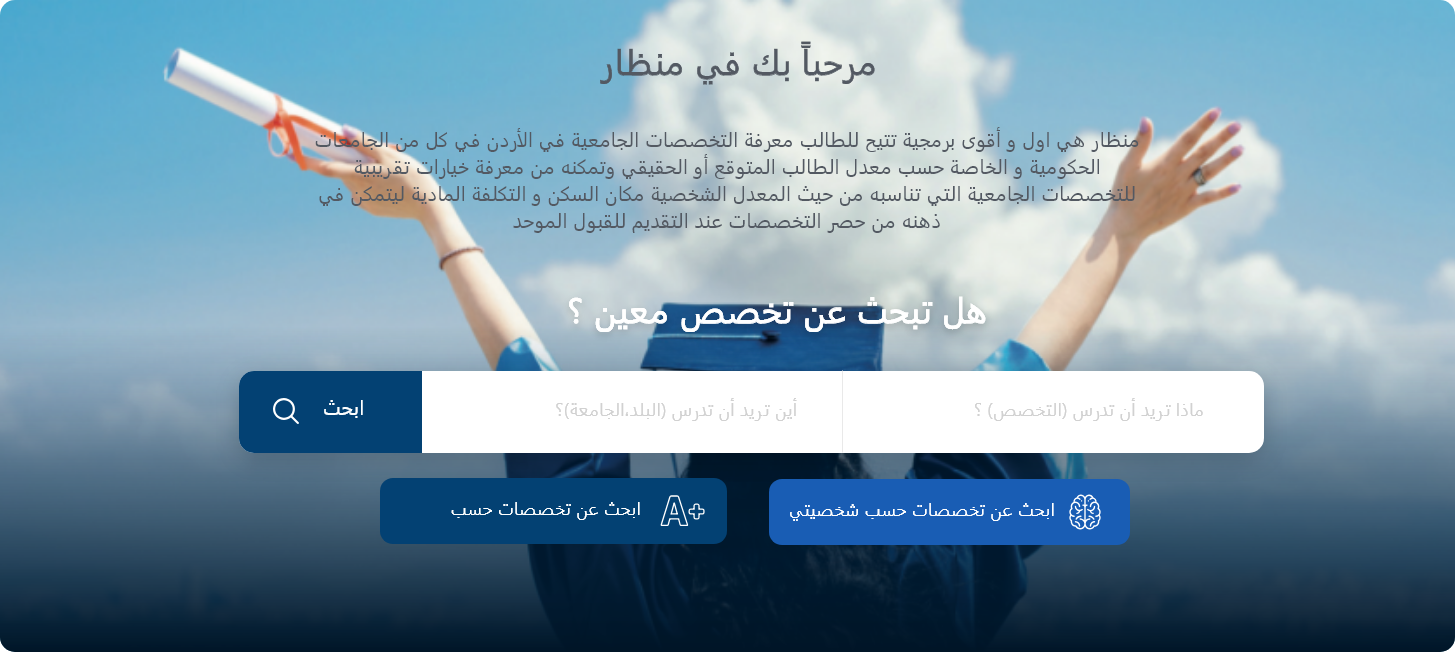 مرحباً بك في منظار
منظار هي اول و أقوى برمجية تتيح للطالب معرفة التخصصات الجامعية في الأردن في كل من الجامعات
الحكومية و الخاصة حسب معدل الطالب المتوقع أو الحقيقي وتمكنه من معرفة خيارات تقريبية
للتخصصات الجامعية التي تناسبه من حيث المعدل الشخصية مكان السكن و التكلفة المادية ليتمكن في
ذهنه من حصر التخصصات عند التقديم للقبول الموحد
هل تبحث عن تخصص معين ؟
ماذا تريد أن تدرس (التخصص) ؟
أين تريد أن تدرس (البلد،الجامعة)؟
ابحث
ابحث عن تخصصات حسب شخصيتي
A+ ابحث عن تخصصات حسب